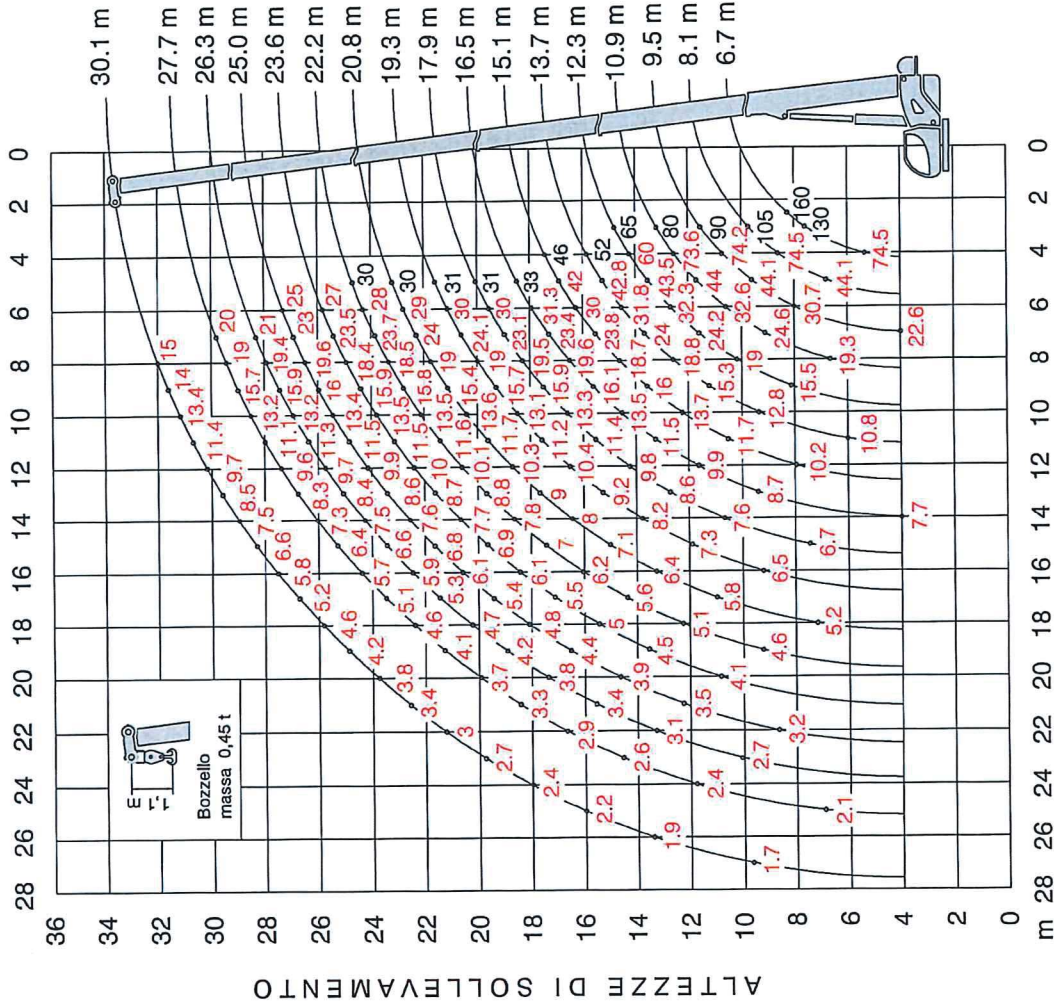 28 26 24 22 20 18 16 14 12 10 8 6 4 2 0
36
34
32
30
28
26
24
22
20
18
16
14
12
10
8
6
4
2
0
m
28 26 24 22 20 18 16 14 12 10 8 6 4 2 0
ALTEZZE DI SOLLEVAMENTO
1,1 m
Bozzello
massa 0,45 t
30.1 m
27.7 m
26.3 m
25.0 m
23.6 m
22.2 m
20.8 m
19.3 m
17.9 m
16.5 m
15.1 m
13.7 m
12.3 m
10.9 m
9.5 m
8.1 m
6.7 m
15 14 13.4 11.4 9.7 8.5 7.5 6.6 5.8 5.2 4.6 4.2 3.8 3.4 3 2.7 2.4 2.2 1.9 1.7
20 19 15.7 13.2 11.1 9.6 8.3 7.3 6.4 5.7 5.1 4.6 4.1 3.7 3.3 2.9 2.6 2.4 2.1
21 19.4 15.9 13.2 11.3 9.7 8.4 7.5 6.6 5.9 5.3 4.7 4.2 3.8 3.4 3.1 2.7
25 23 19.6 16 13.4 11.5 9.9 8.6 7.6 6.8 6.1 5.4 4.8 4.4 3.9 3.5 3.2
27 23.5 18.4 15.9 13.5 11.5 10 8.7 7.7 6.9 6.1 5.5 5 4.5 4.1
30 28 23.7 18.5 15.8 13.5 11.6 10.1 8.8 7.8 7 6.2 5.6 5.1 4.6
30 29 24 19 15.4 13.6 11.7 10.3 9 8 7.1 6.4 5.8 5.2
31 30 24.1 19 15.7 13.1 11.2 10.4 9.2 8.2 7.3 6.5
31 30 23.1 19.5 15.9 13.3 11.4 9.8 8.6 7.6 6.7
33 31.3 23.4 19.6 16.1 13.5 11.5 9.9 8.7 7.7
46 42 30 23.8 18.7 16 13.7 11.7 10.2
52 42.8 31.8 24 18.8 15.3 12.8 10.8
65 60 43.5 32.3 24.2 19 15.5
80 73.6 44 32.6 24.6 19.3
90 74.2 44.1 30.7 22.6
105 74.5 44.1
160 130 74.5